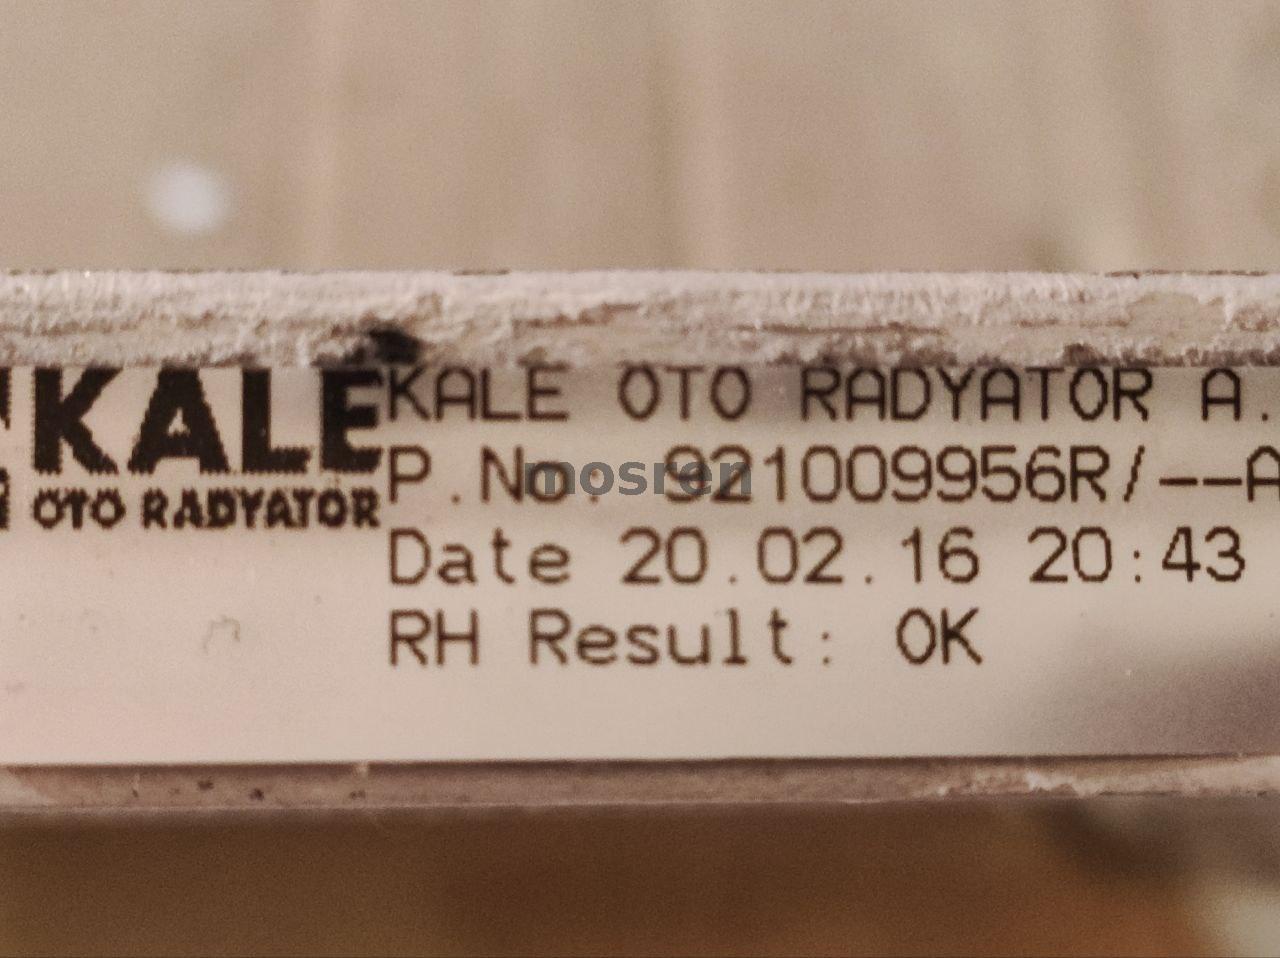 KALE
OTO RADYATOR
KALE OTO RADYATOR A.
P.No: 921009956R/--A
Date 20.02.16 20:43
RH Result: OK
mosren